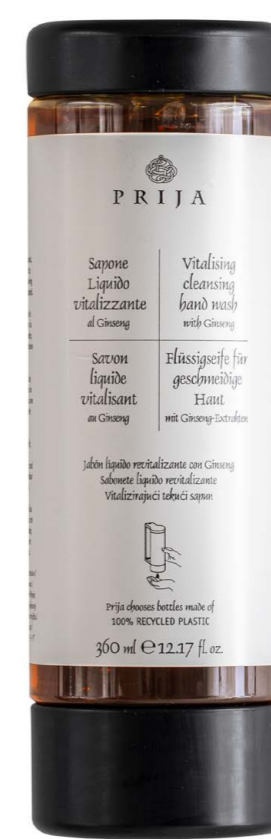 PRIJA
Sapone
Liquido
vitalizzante
al Ginseng
Vitalising
cleansing
hand wash
with Ginseng
Savon
liquide
vitalisant
au Ginseng
Flüssigseife für
geschmeidige
Haut
mit Ginseng-Extrakten
Jabón líquido revitalizante con Ginseng
Sabonete líquido revitalizante
Vitalizirajući tekući sapun
Prija chooses bottles made of
100% RECYCLED PLASTIC
360 ml ℮ 12.17 fl. oz.